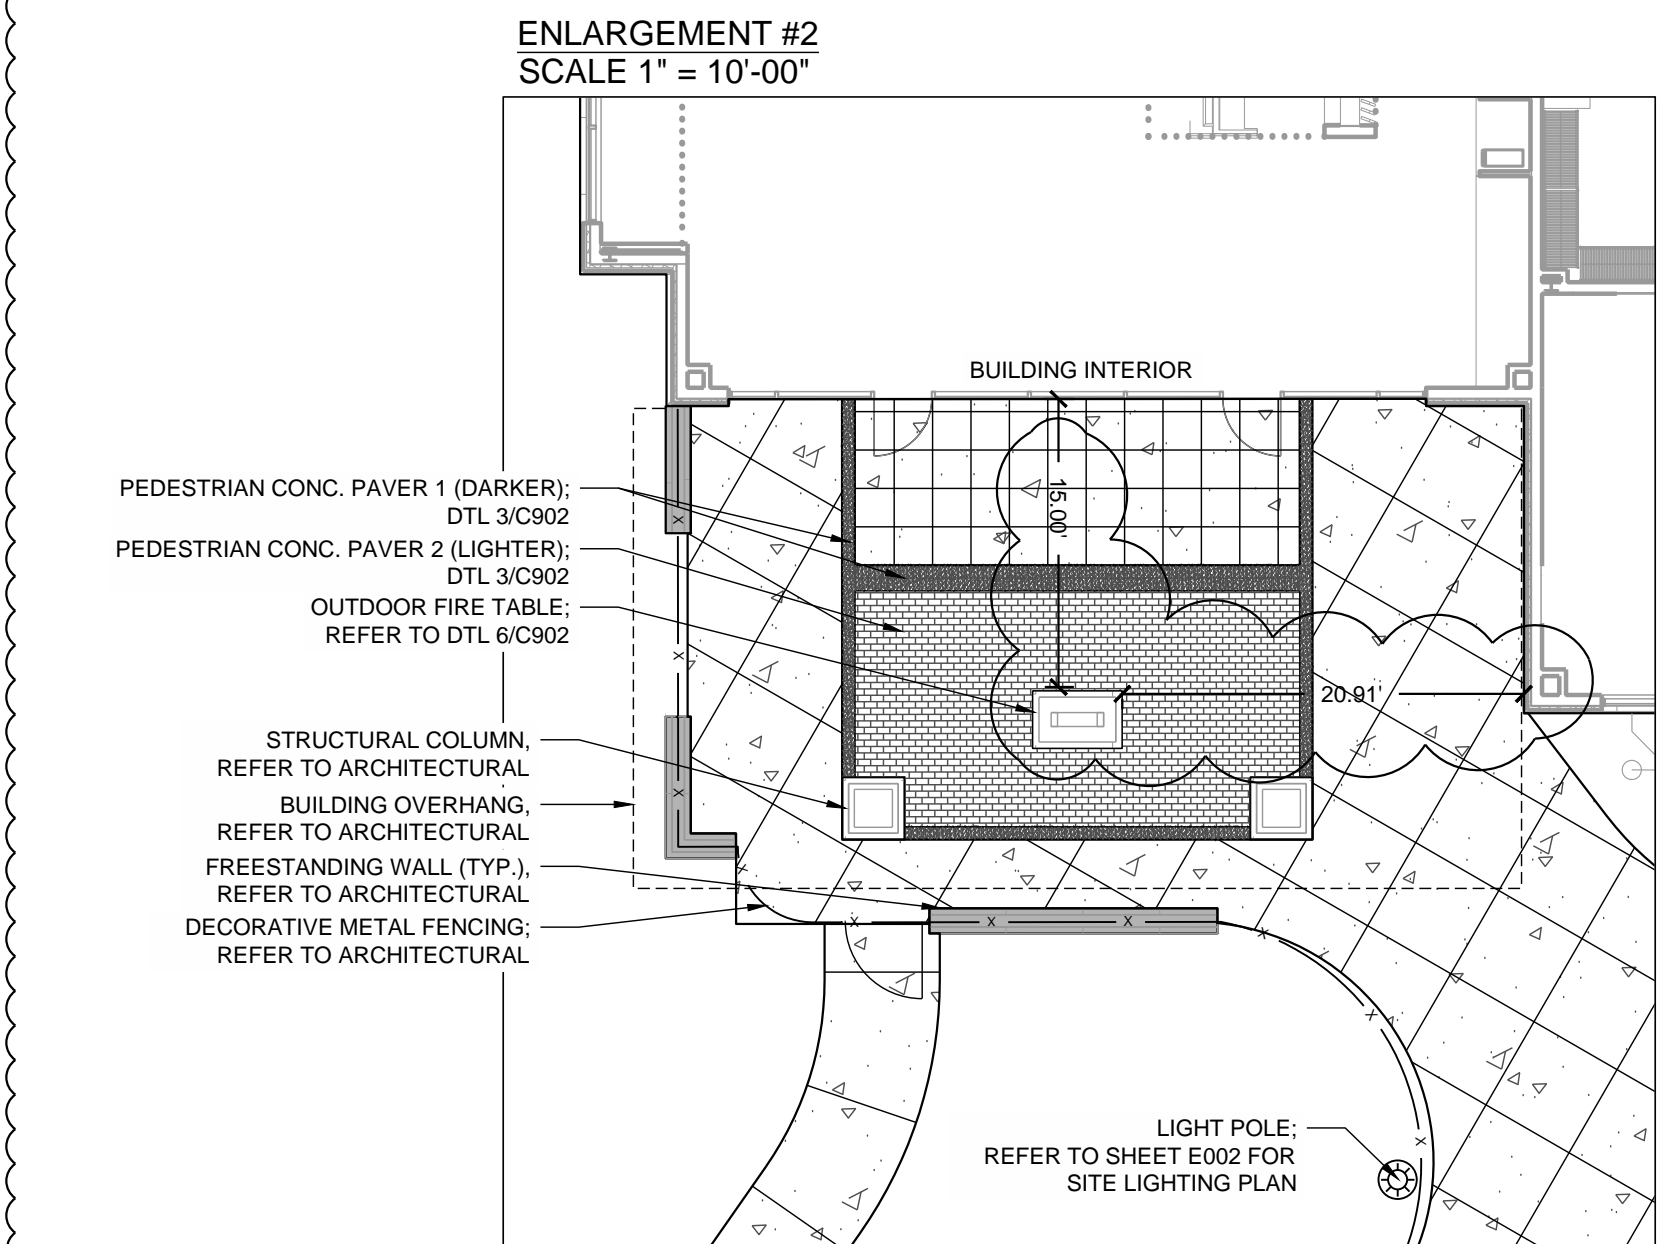 ENLARGEMENT #2
SCALE 1" = 10'-00"
BUILDING INTERIOR
PEDESTRIAN CONC. PAVER 1 (DARKER);
DTL 3/C902
PEDESTRIAN CONC. PAVER 2 (LIGHTER);
DTL 3/C902
OUTDOOR FIRE TABLE;
REFER TO DTL 6/C902
15.00'
20.91'
STRUCTURAL COLUMN,
REFER TO ARCHITECTURAL
BUILDING OVERHANG,
REFER TO ARCHITECTURAL
FREESTANDING WALL (TYP.),
REFER TO ARCHITECTURAL
DECORATIVE METAL FENCING;
REFER TO ARCHITECTURAL
LIGHT POLE;
REFER TO SHEET E002 FOR
SITE LIGHTING PLAN